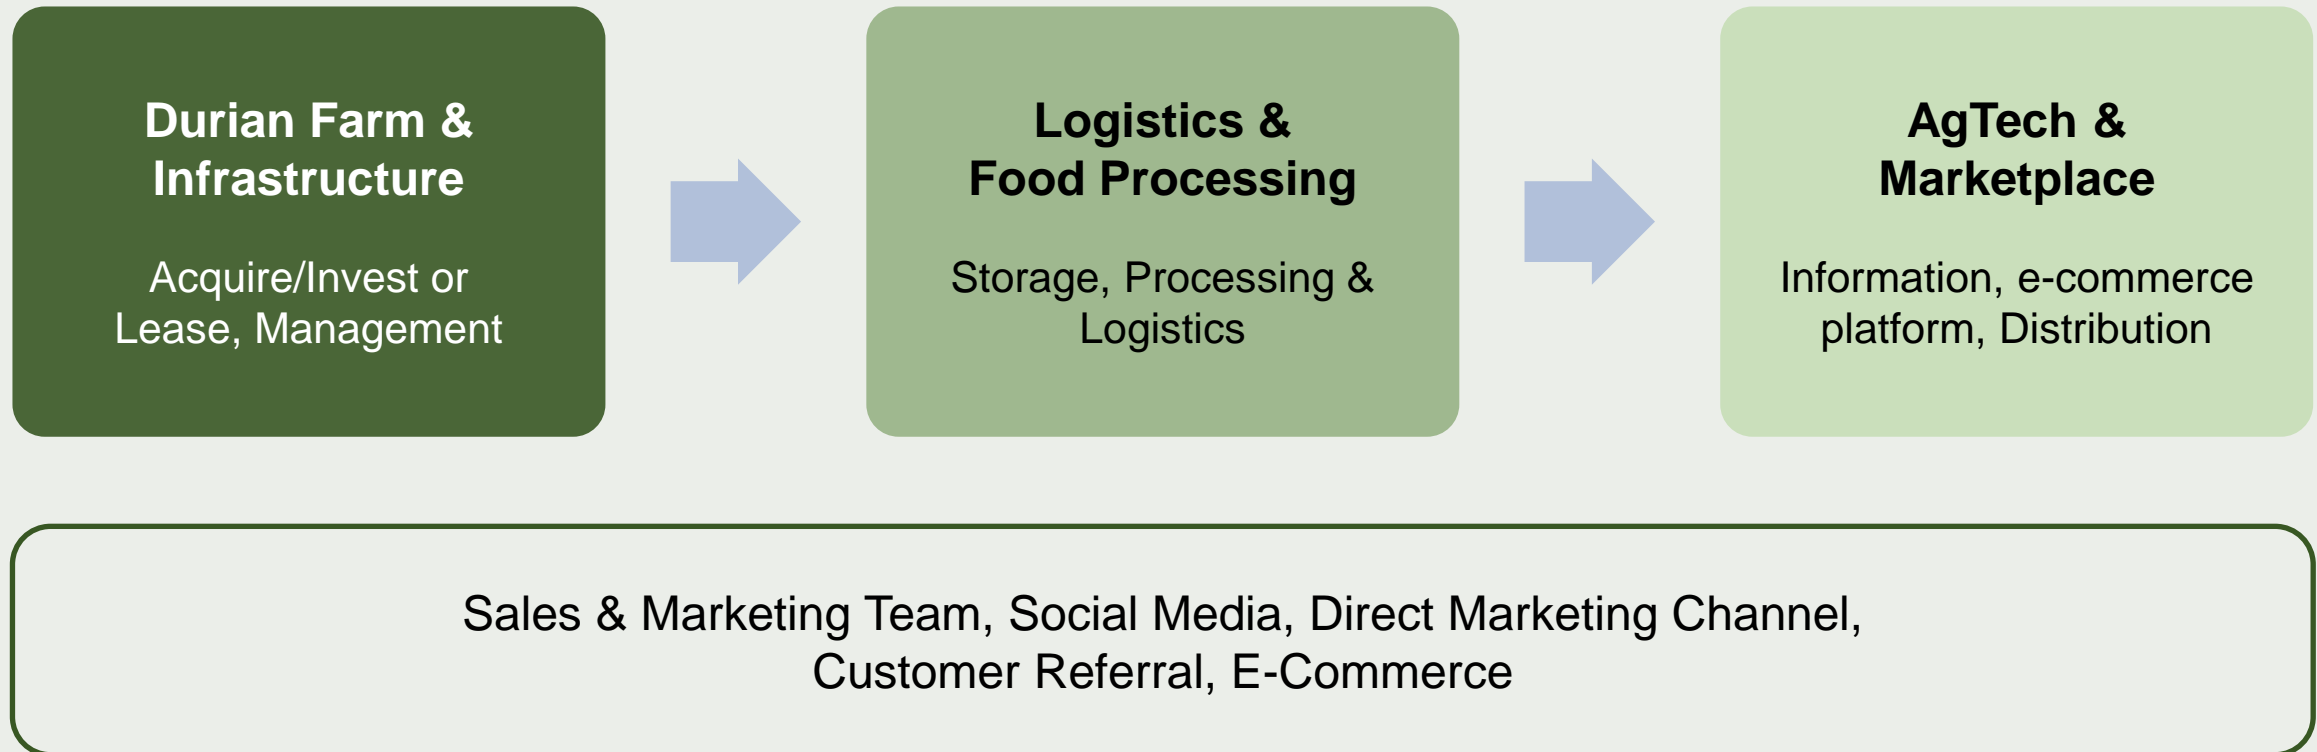 Durian Farm &
Infrastructure
Acquire/Invest or
Lease, Management
Logistics &
Food Processing
Storage, Processing &
Logistics
AgTech &
Marketplace
Information, e-commerce
platform, Distribution
Sales & Marketing Team, Social Media, Direct Marketing Channel,
Customer Referral, E-Commerce